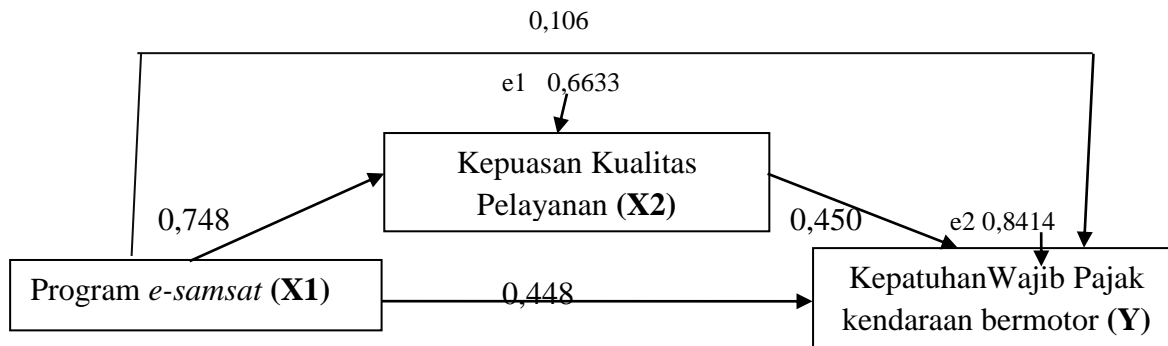 0,106
e1 0,6633
Kepuasan Kualitas
Pelayanan (X2)
0,748
0,450
e2 0,8414
Program e-samsat (X1)
0,448
KepatuhanWajib Pajak
kendaraan bermotor (Y)